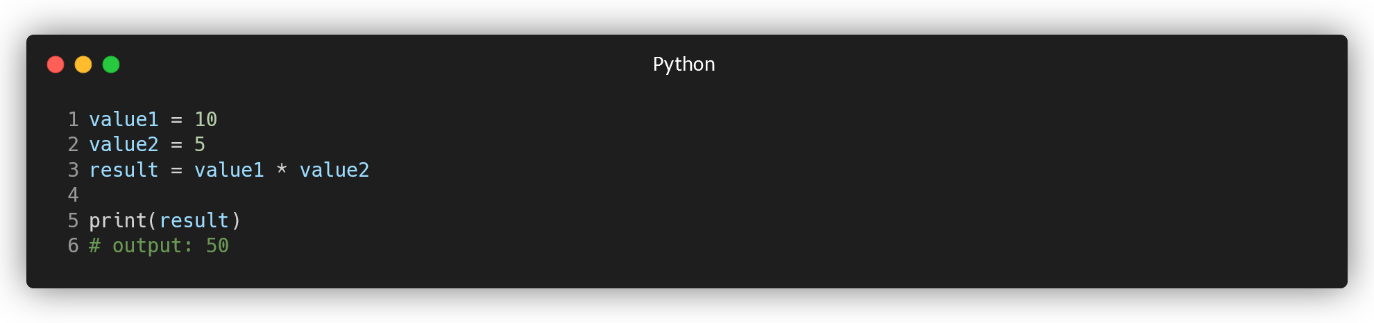 Python
1 value1 = 10
2 value2 = 5
3 result = value1 * value2
4
5 print(result)
6 # output: 50